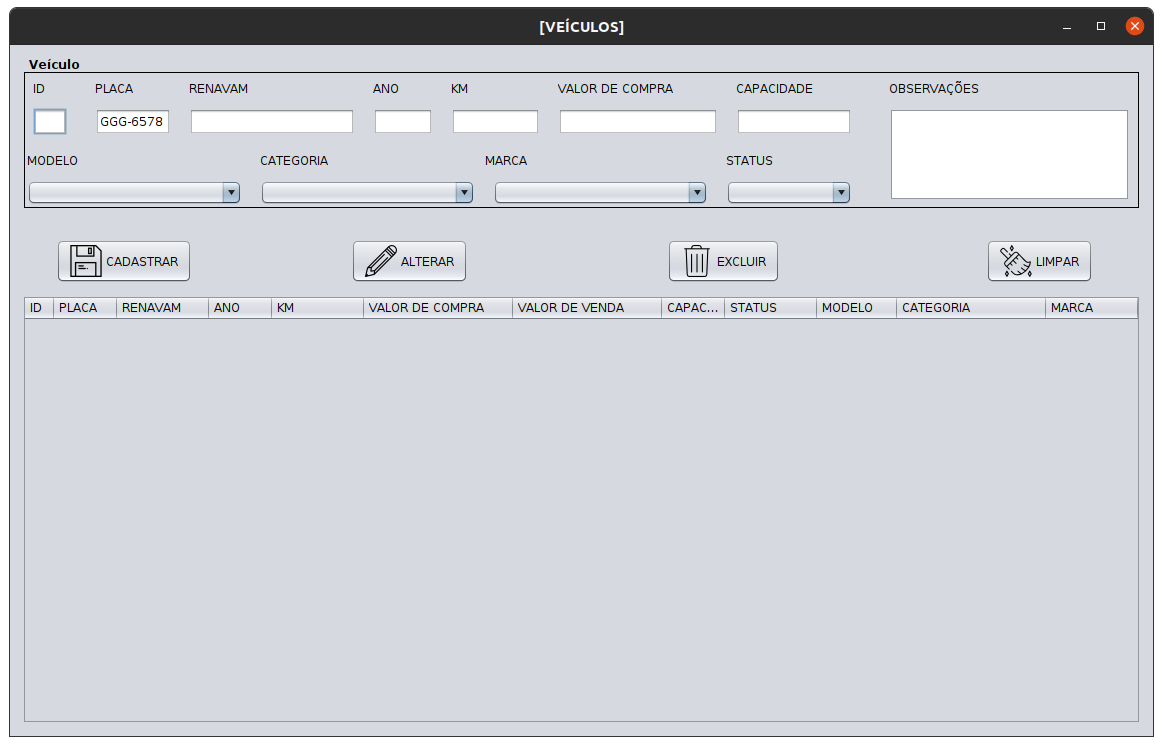 [VEÍCULOS]
Veículo
ID PLACA RENAVAM ANO KM VALOR DE COMPRA CAPACIDADE OBSERVAÇÕES
GGG-6578
MODELO CATEGORIA MARCA STATUS
CADASTRAR ALTERAR EXCLUIR LIMPAR
ID PLACA RENAVAM ANO KM VALOR DE COMPRA VALOR DE VENDA CAPAC... STATUS MODELO CATEGORIA MARCA